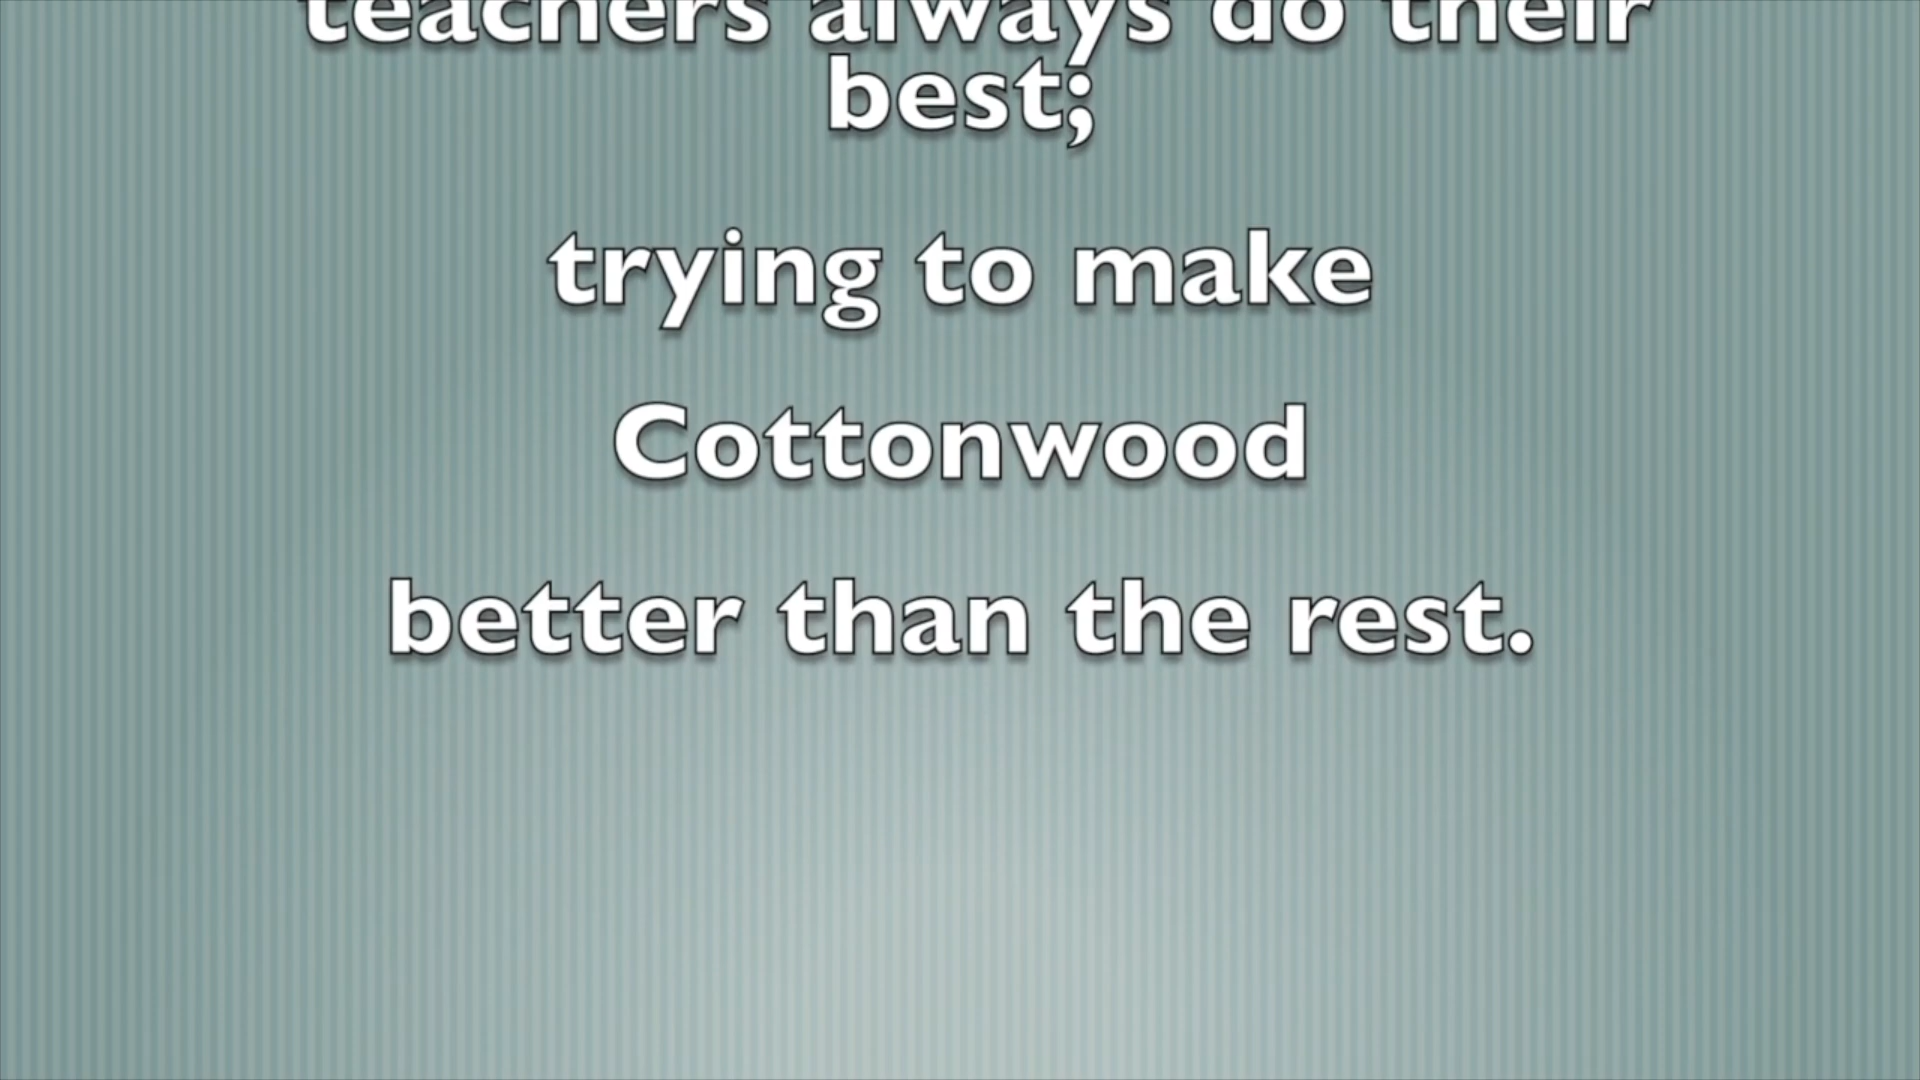 teachers always do their
best;
trying to make
Cottonwood
better than the rest.